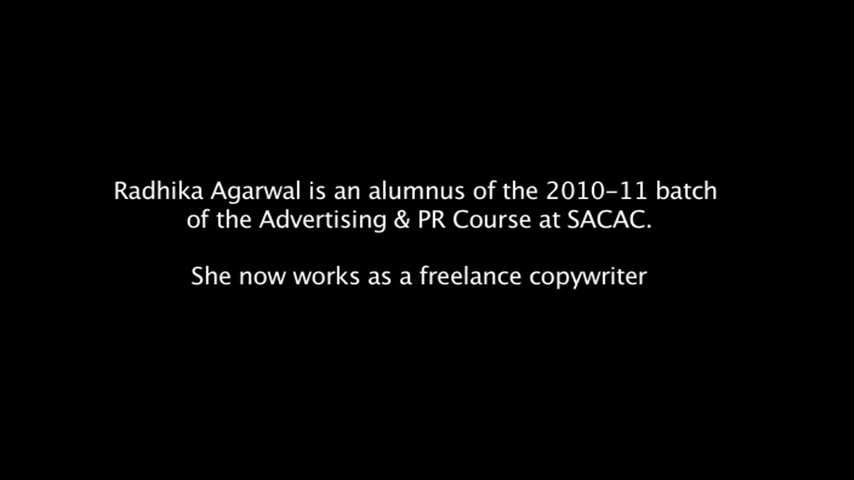 Radhika Agarwal is an alumnus of the 2010-11 batch
of the Advertising & PR Course at SACAC.
She now works as a freelance copywriter